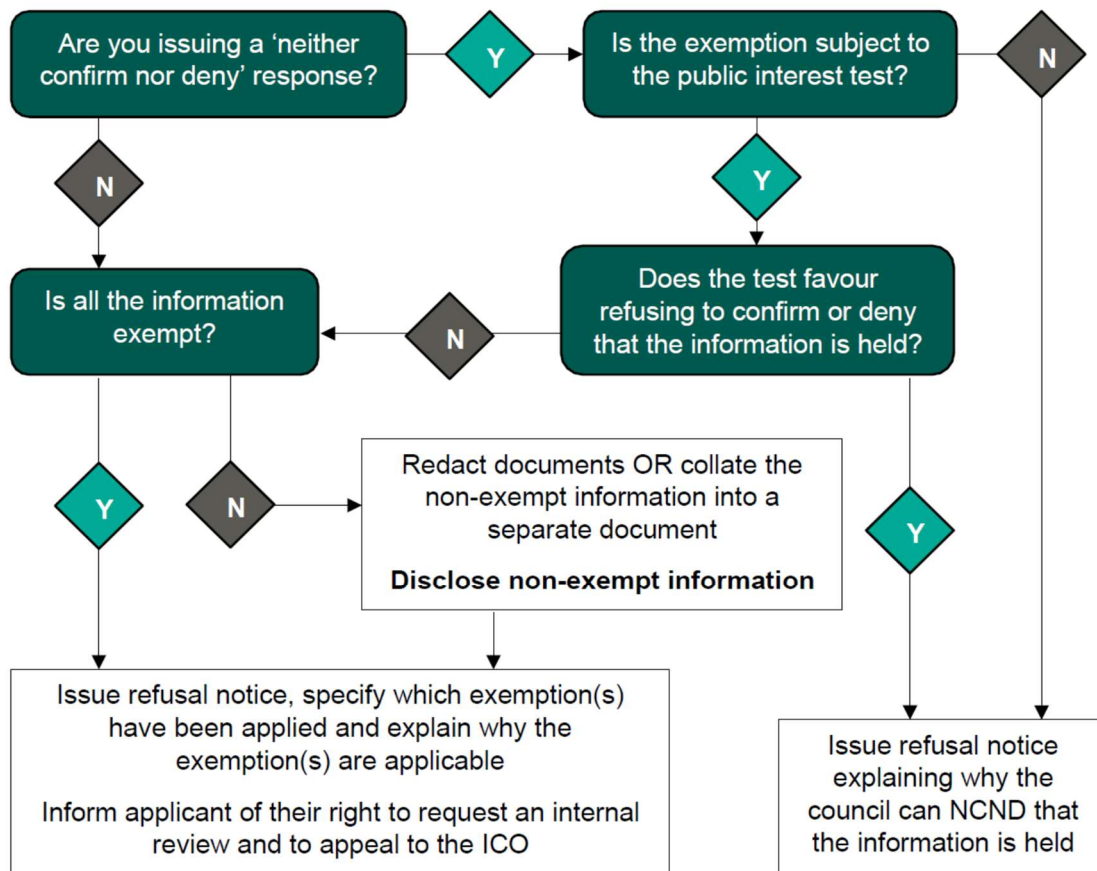 Are you issuing a ‘neither
confirm nor deny’ response?
Y
Is the exemption subject to
the public interest test?
N
N
Y
Is all the information
exempt?
N
Does the test favour
refusing to confirm or deny
that the information is held?
Y
N
Redact documents OR collate the
non-exempt information into a
separate document
Disclose non-exempt information
Y
Issue refusal notice, specify which exemption(s)
have been applied and explain why the
exemption(s) are applicable
Inform applicant of their right to request an internal
review and to appeal to the ICO
Issue refusal notice
explaining why the
council can NCND that
the information is held